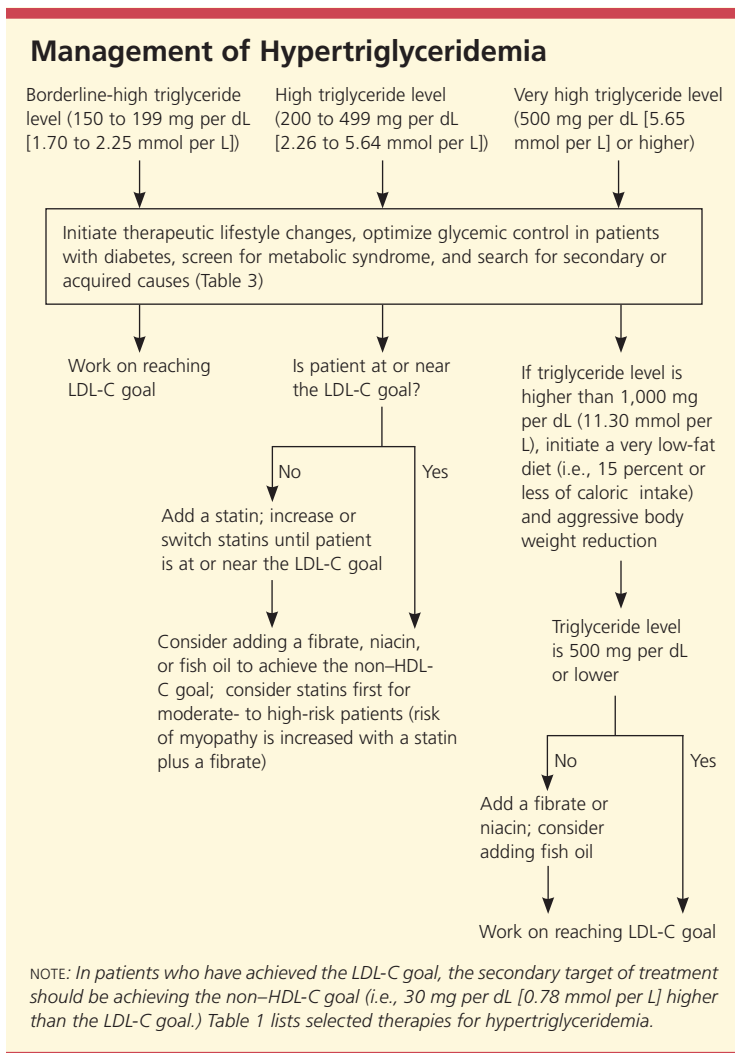 Management of Hypertriglyceridemia
Borderline-high triglyceride
level (150 to 199 mg per dL
[1.70 to 2.25 mmol per L])
High triglyceride level
(200 to 499 mg per dL
[2.26 to 5.64 mmol per L])
Very high triglyceride level
(500 mg per dL [5.65
mmol per L] or higher)
Initiate therapeutic lifestyle changes, optimize glycemic control in patients
with diabetes, screen for metabolic syndrome, and search for secondary or
acquired causes (Table 3)
Work on reaching
LDL-C goal
Is patient at or near
the LDL-C goal?
No
Yes
Add a statin; increase or
switch statins until patient
is at or near the LDL-C goal
Consider adding a fibrate, niacin,
or fish oil to achieve the non–HDL-
C goal; consider statins first for
moderate- to high-risk patients (risk
of myopathy is increased with a statin
plus a fibrate)
If triglyceride level is
higher than 1,000 mg
per dL (11.30 mmol per
L), initiate a very low-fat
diet (i.e., 15 percent or
less of caloric intake)
and aggressive body
weight reduction
Triglyceride level
is 500 mg per dL
or lower
No
Yes
Add a fibrate or
niacin; consider
adding fish oil
Work on reaching LDL-C goal
NOTE: In patients who have achieved the LDL-C goal, the secondary target of treatment
should be achieving the non–HDL-C goal (i.e., 30 mg per dL [0.78 mmol per L] higher
than the LDL-C goal.) Table 1 lists selected therapies for hypertriglyceridemia.